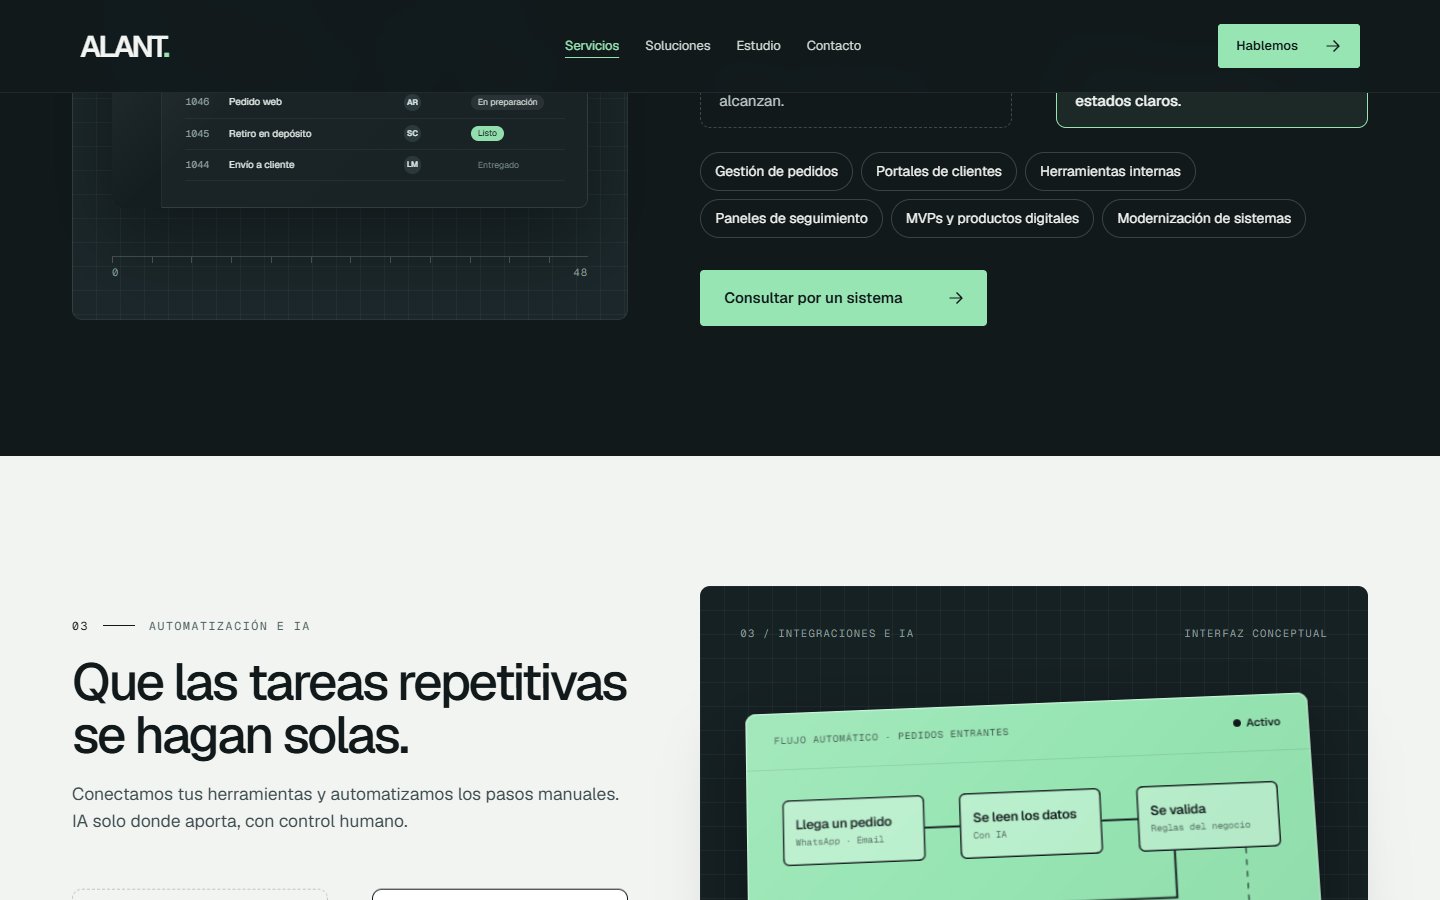 ALANT.
Servicios
Soluciones
Estudio
Contacto
Hablemos
1046 Pedido web AR En preparación
1045 Retiro en depósito SC Listo
1044 Envío a cliente LM Entregado
0 48
alcanzan.
estados claros.
Gestión de pedidos
Portales de clientes
Herramientas internas
Paneles de seguimiento
MVPs y productos digitales
Modernización de sistemas
Consultar por un sistema
03 AUTOMATIZACIÓN E IA
Que las tareas repetitivas
se hagan solas.
Conectamos tus herramientas y automatizamos los pasos manuales.
IA solo donde aporta, con control humano.
03 / INTEGRACIONES E IA
INTERFAZ CONCEPTUAL
FLUJO AUTOMÁTICO · PEDIDOS ENTRANTES
Activo
Llega un pedido
WhatsApp · Email
Se leen los datos
Con IA
Se valida
Reglas del negocio